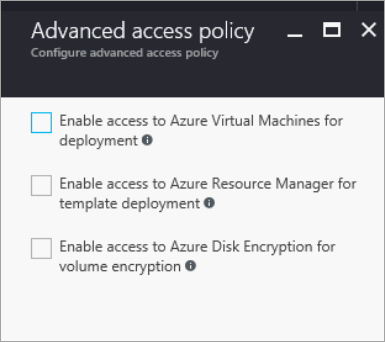 Advanced access policy
Configure advanced access policy
Enable access to Azure Virtual Machines for
deployment
Enable access to Azure Resource Manager for
template deployment
Enable access to Azure Disk Encryption for
volume encryption